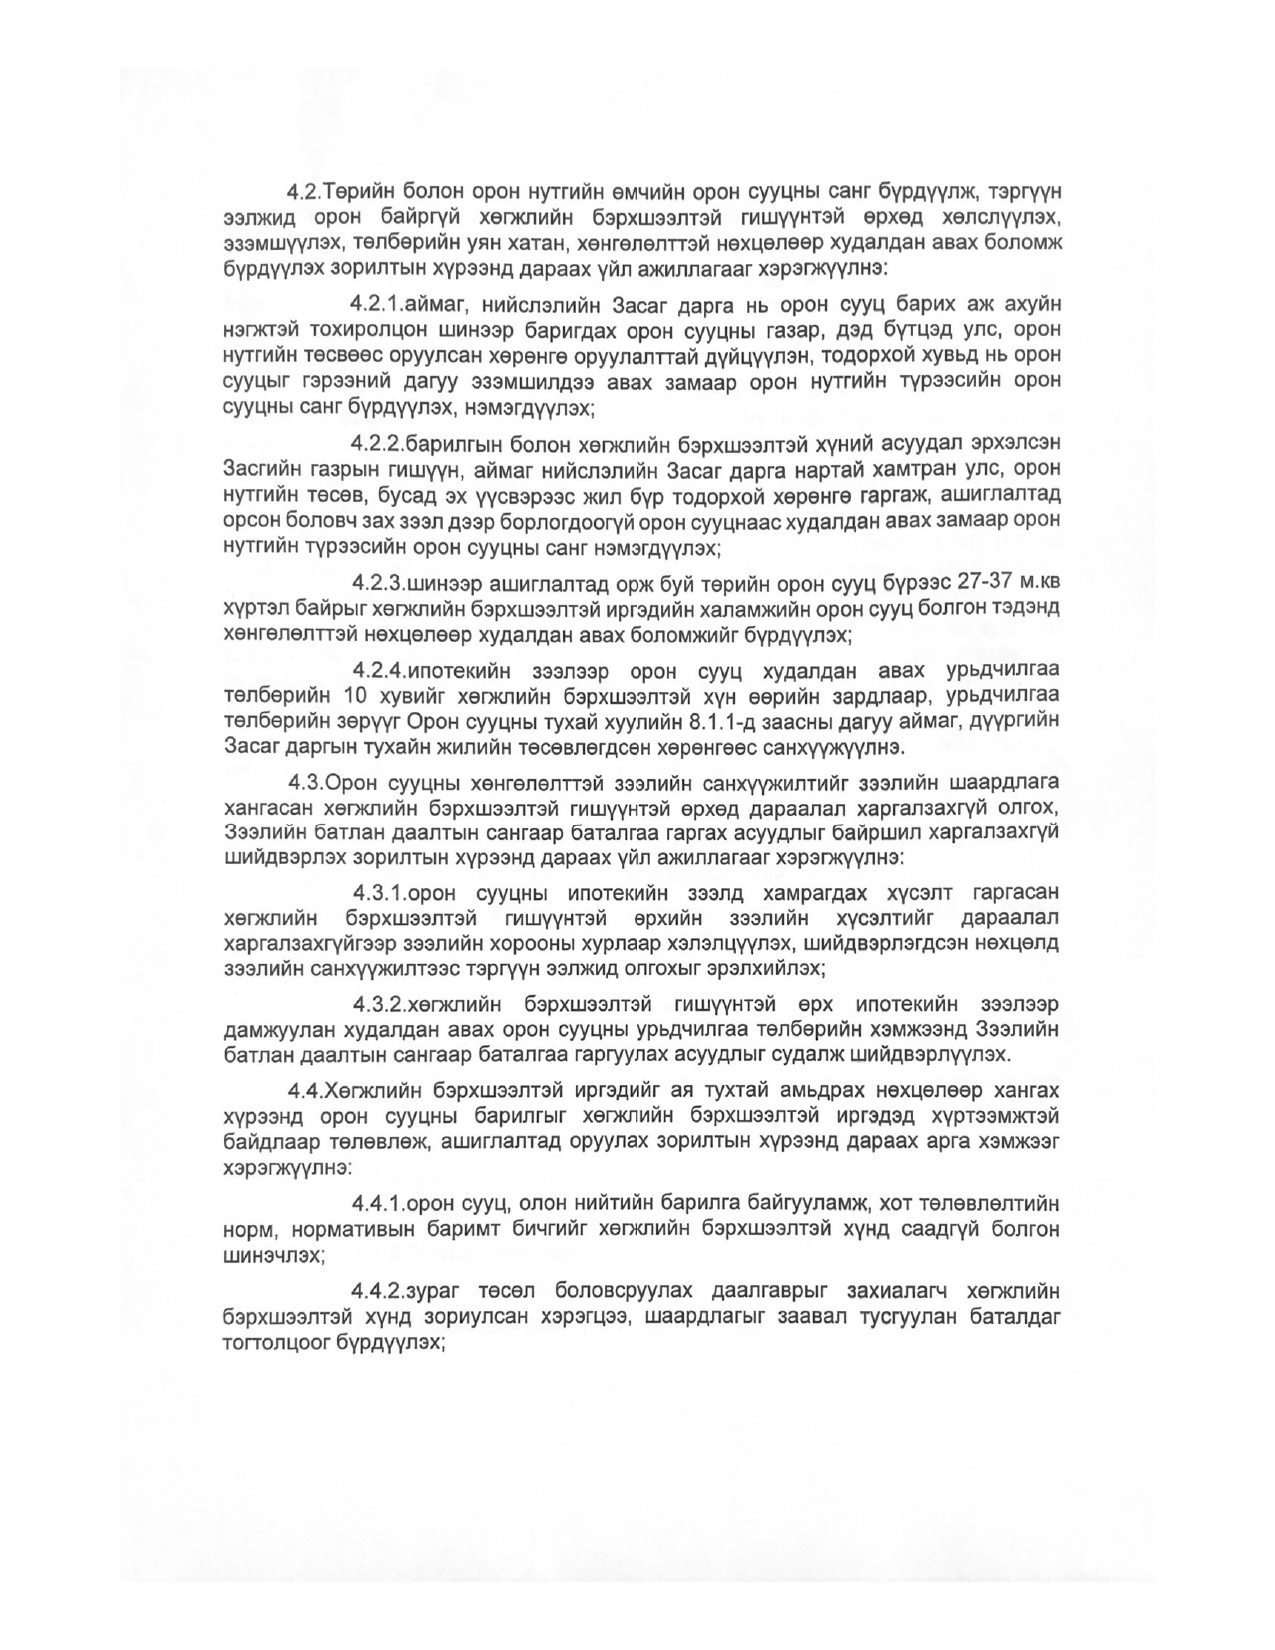 4.2.Төрийн болон орон нутгийн өмчийн орон сууцны санг бүрдүүлж, тэргүүн
ээлжид орон байргүй хөгжлийн бэрхшээлтэй гишүүнтэй өрхөд хөлслүүлэх,
эзэмшүүлэх, төлбөрийн уян хатан, хөнгөлөлттэй нөхцөлөөр худалдан авах боломж
бүрдүүлэх зорилтын хүрээнд дараах үйл ажиллагааг хэрэгжүүлнэ:
4.2.1.аймаг, нийслэлийн Засаг дарга нь орон сууц барих аж ахуйн
нэгжтэй тохиролцон шинээр баригдах орон сууцны газар, дэд бүтцэд улс, орон
нутгийн төсвөөс оруулсан хөрөнгө оруулалттай дүйцүүлэн, тодорхой хувьд нь орон
сууцыг гэрээний дагуу эзэмшилдээ авах замаар орон нутгийн түрээсийн орон
сууцны санг бүрдүүлэх, нэмэгдүүлэх;
4.2.2.барилгын болон хөгжлийн бэрхшээлтэй хүний асуудал эрхэлсэн
Засгийн газрын гишүүн, аймаг нийслэлийн Засаг дарга нартай хамтран улс, орон
нутгийн төсөв, бусад эх үүсвэрээс жил бүр тодорхой хөрөнгө гаргаж, ашиглалтад
орсон боловч зах зээл дээр борлогдоогүй орон сууцнаас худалдан авах замаар орон
нутгийн түрээсийн орон сууцны санг нэмэгдүүлэх;
4.2.3.шинээр ашиглалтад орж буй төрийн орон сууц бүрээс 27-37 м.кв
хүртэл байрыг хөгжлийн бэрхшээлтэй иргэдийн халамжийн орон сууц болгон тэдэнд
хөнгөлөлттэй нөхцөлөөр худалдан авах боломжийг бүрдүүлэх;
4.2.4.ипотекийн зээлээр орон сууц худалдан авах урьдчилгаа
төлбөрийн 10 хувийг хөгжлийн бэрхшээлтэй хүн өөрийн зардлаар, урьдчилгаа
төлбөрийн зөрүүг Орон сууцны тухай хуулийн 8.1.1-д заасны дагуу аймаг, дүүргийн
Засаг даргын тухайн жилийн төсөвлөгдсөн хөрөнгөөс санхүүжүүлнэ.
4.3.Орон сууцны хөнгөлөлттэй зээлийн санхүүжилтийг зээлийн шаардлага
хангасан хөгжлийн бэрхшээлтэй гишүүнтэй өрхөд дараалал харгалзахгүй олгох,
Зээлийн батлан даалтын сангаар баталгаа гаргах асуудлыг байршил харгалзахгүй
шийдвэрлэх зорилтын хүрээнд дараах үйл ажиллагааг хэрэгжүүлнэ:
4.3.1.орон сууцны ипотекийн зээлд хамрагдах хүсэлт гаргасан
хөгжлийн бэрхшээлтэй гишүүнтэй өрхийн зээлийн хүсэлтийг дараалал
харгалзахгүйгээр зээлийн хорооны хурлаар хэлэлцүүлэх, шийдвэрлэгдсэн нөхцөлд
зээлийн санхүүжилтээс тэргүүн ээлжид олгохыг эрэлхийлэх;
4.3.2.хөгжлийн бэрхшээлтэй гишүүнтэй өрх ипотекийн зээлээр
дамжуулан худалдан авах орон сууцны урьдчилгаа төлбөрийн хэмжээнд Зээлийн
батлан даалтын сангаар баталгаа гаргуулах асуудлыг судалж шийдвэрлүүлэх.
4.4.Хөгжлийн бэрхшээлтэй иргэдийг ая тухтай амьдрах нөхцөлөөр хангах
хүрээнд орон сууцны барилгыг хөгжлийн бэрхшээлтэй иргэдэд хүртээмжтэй
байдлаар төлөвлөж, ашиглалтад оруулах зорилтын хүрээнд дараах арга хэмжээг
хэрэгжүүлнэ:
4.4.1.орон сууц, олон нийтийн барилга байгууламж, хот төлөвлөлтийн
норм, нормативын баримт бичгийг хөгжлийн бэрхшээлтэй хүнд саадгүй болгон
шинэчлэх;
4.4.2.зураг төсөл боловсруулах даалгаврыг захиалагч хөгжлийн
бэрхшээлтэй хүнд зориулсан хэрэгцээ, шаардлагыг заавал тусгуулан баталдаг
тогтолцоог бүрдүүлэх;